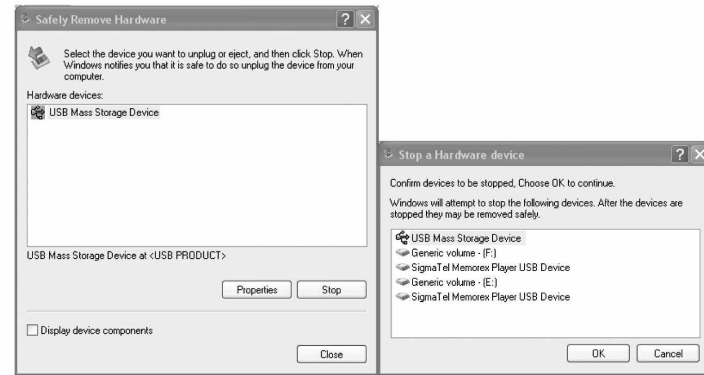 Safely Remove Hardware
Select the device you want to unplug or eject, and then click Stop. When
Windows notifies you that it is safe to do so unplug the device from your
computer.
Hardware devices:
USB Mass Storage Device
USB Mass Storage Device at <USB PRODUCT>
Properties
Stop
Display device components
Close
Stop a Hardware device
Confirm devices to be stopped, Choose OK to continue.
Windows will attempt to stop the following devices. After the devices are
stopped they may be removed safely.
USB Mass Storage Device
Generic volume - (F:)
SigmaTel Memorex Player USB Device
Generic volume - (E:)
SigmaTel Memorex Player USB Device
OK
Cancel